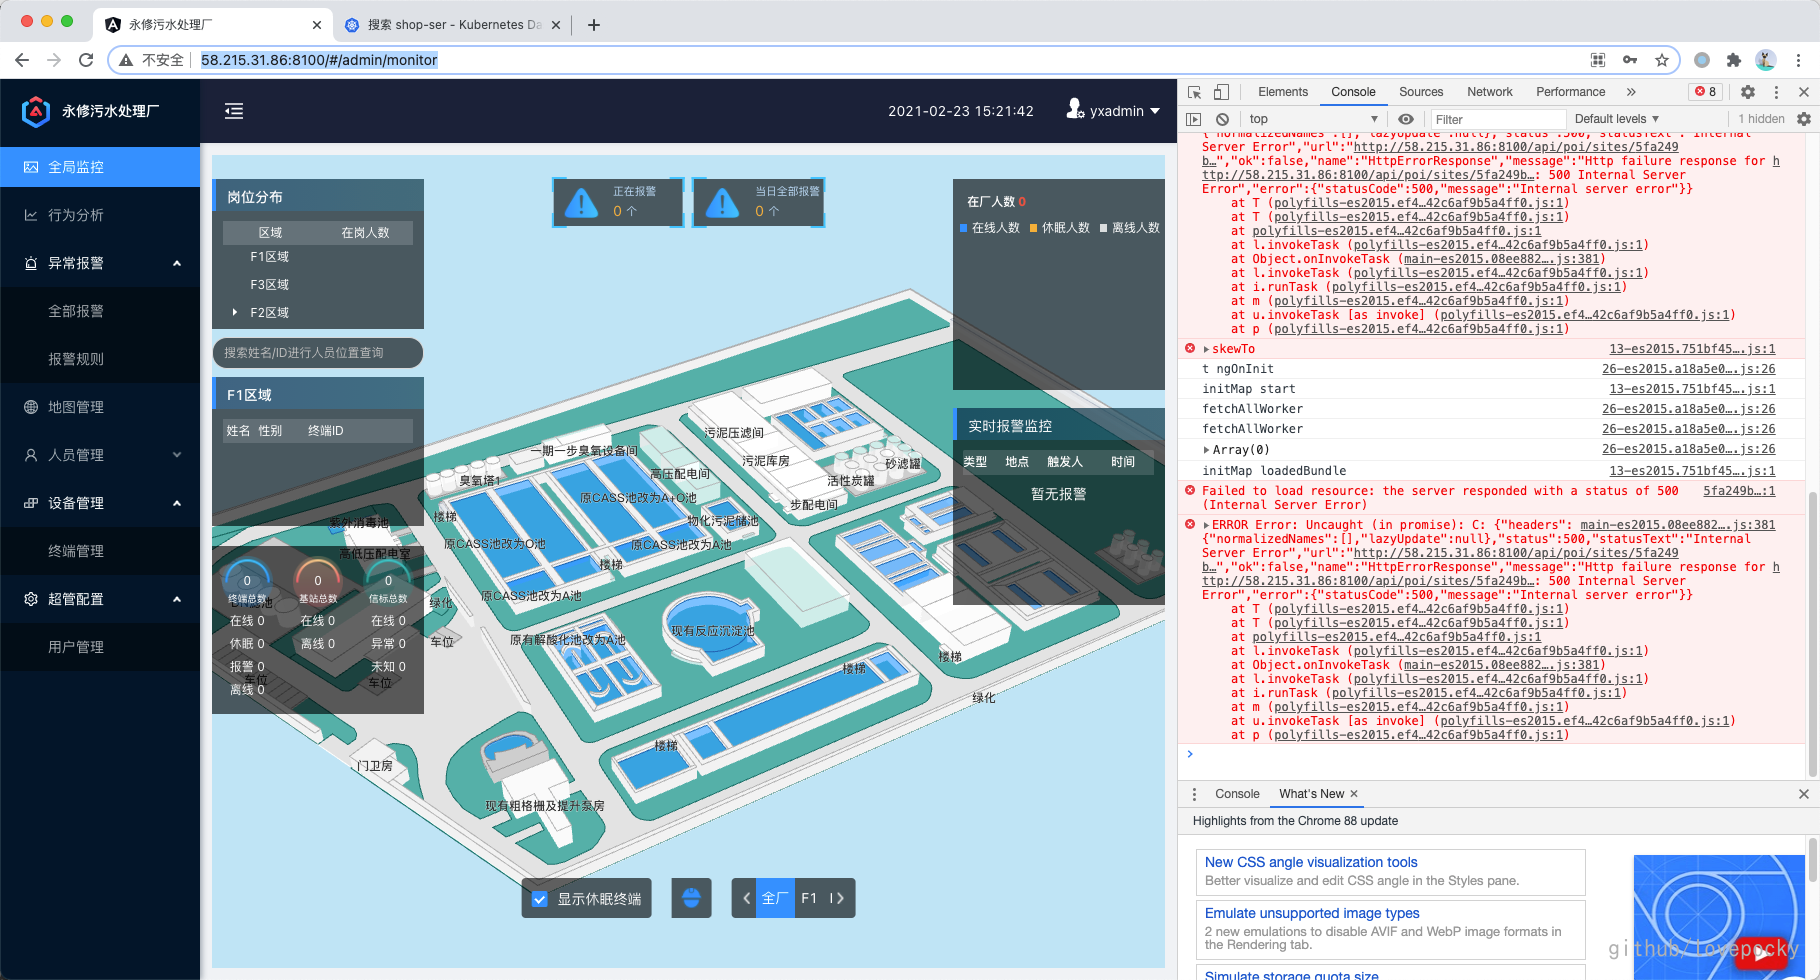 永修污水处理厂
搜索 shop-ser - Kubernetes Da
不安全
58.215.31.86:8100/#/admin/monitor
永修污水处理厂
全局监控
行为分析
异常报警
全部报警
报警规则
地图管理
人员管理
设备管理
终端管理
超管配置
用户管理
2021-02-23 15:21:42
yxadmin
岗位分布
区域 在岗人数
F1区域
F3区域
F2区域
搜索姓名/ID进行人员位置查询
F1区域
姓名 性别 终端ID
正在报警
0 个
当日全部报警
0 个
在厂人数 0
在线人数 休眠人数 离线人数
实时报警监控
类型 地点 触发人 时间
暂无报警
0 0 0
终端总数 基站总数 信标总数
在线 0 在线 0 在线 0
休眠 0 离线 0 异常 0
报警 0 未知 0
离线 0
污泥压滤间
一期一步臭氧设备间
污泥库房
高压配电间
砂滤罐
臭氧塔1
活性炭罐
原CASS池改为A+O池
步配电间
楼梯
物化污泥储池
紫外消毒池
原CASS池改为O池
原CASS池改为A池
高低压配电室
楼梯
原CASS池改为A池
绿化
现有反应沉淀池
原有解酸化池改为A池
车位
楼梯
楼梯
车位
车位
绿化
楼梯
门卫房
现有粗格栅及提升泵房
显示休眠终端
全厂 F1
Elements Console Sources Network Performance
8
top
Filter
Default levels
1 hidden
{"normalizedNames":[],"lazyUpdate":null},"status":500,"statusText":"Internal
Server Error","url":"http://58.215.31.86:8100/api/poi/sites/5fa249
b…","ok":false,"name":"HttpErrorResponse","message":"Http failure response for h
ttp://58.215.31.86:8100/api/poi/sites/5fa249b…: 500 Internal Server
Error","error":{"statusCode":500,"message":"Internal server error"}}
at T (polyfills-es2015.ef4…42c6af9b5a4ff0.js:1)
at T (polyfills-es2015.ef4…42c6af9b5a4ff0.js:1)
at polyfills-es2015.ef4…42c6af9b5a4ff0.js:1
at l.invokeTask (polyfills-es2015.ef4…42c6af9b5a4ff0.js:1)
at Object.onInvokeTask (main-es2015.08ee882….js:381)
at l.invokeTask (polyfills-es2015.ef4…42c6af9b5a4ff0.js:1)
at i.runTask (polyfills-es2015.ef4…42c6af9b5a4ff0.js:1)
at m (polyfills-es2015.ef4…42c6af9b5a4ff0.js:1)
at u.invokeTask [as invoke] (polyfills-es2015.ef4…42c6af9b5a4ff0.js:1)
at p (polyfills-es2015.ef4…42c6af9b5a4ff0.js:1)
skewTo 13-es2015.751bf45….js:1
t ngOnInit 26-es2015.a18a5e0….js:26
initMap start 13-es2015.751bf45….js:1
fetchAllWorker 26-es2015.a18a5e0….js:26
fetchAllWorker 26-es2015.a18a5e0….js:26
Array(0) 26-es2015.a18a5e0….js:26
initMap loadedBundle 13-es2015.751bf45….js:1
Failed to load resource: the server responded with a status of 500 5fa249b…:1
(Internal Server Error)
ERROR Error: Uncaught (in promise): C: {"headers": main-es2015.08ee882….js:381
{"normalizedNames":[],"lazyUpdate":null},"status":500,"statusText":"Internal
Server Error","url":"http://58.215.31.86:8100/api/poi/sites/5fa249
b…","ok":false,"name":"HttpErrorResponse","message":"Http failure response for h
ttp://58.215.31.86:8100/api/poi/sites/5fa249b…: 500 Internal Server
Error","error":{"statusCode":500,"message":"Internal server error"}}
at T (polyfills-es2015.ef4…42c6af9b5a4ff0.js:1)
at T (polyfills-es2015.ef4…42c6af9b5a4ff0.js:1)
at polyfills-es2015.ef4…42c6af9b5a4ff0.js:1
at l.invokeTask (polyfills-es2015.ef4…42c6af9b5a4ff0.js:1)
at Object.onInvokeTask (main-es2015.08ee882….js:381)
at l.invokeTask (polyfills-es2015.ef4…42c6af9b5a4ff0.js:1)
at i.runTask (polyfills-es2015.ef4…42c6af9b5a4ff0.js:1)
at m (polyfills-es2015.ef4…42c6af9b5a4ff0.js:1)
at u.invokeTask [as invoke] (polyfills-es2015.ef4…42c6af9b5a4ff0.js:1)
at p (polyfills-es2015.ef4…42c6af9b5a4ff0.js:1)
Console What's New
Highlights from the Chrome 88 update
New CSS angle visualization tools
Better visualize and edit CSS angle in the Styles pane.
Emulate unsupported image types
2 new emulations to disable AVIF and WebP image formats in
the Rendering tab.
Simulate storage quota size
github/lovepocky